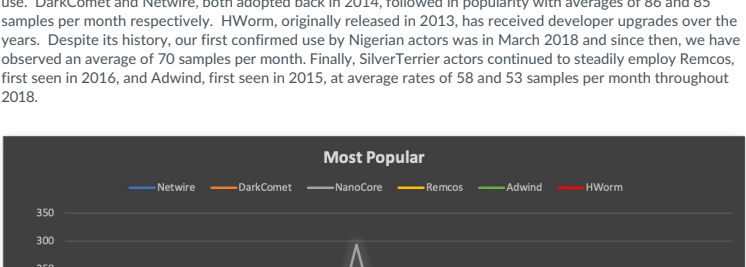 use. DarkComet and Netwire, both adopted back in 2014, followed in popularity with averages of 86 and 85
samples per month respectively. HWorm, originally released in 2013, has received developer upgrades over the
years. Despite its history, our first confirmed use by Nigerian actors was in March 2018 and since then, we have
observed an average of 70 samples per month. Finally, SilverTerrier actors continued to steadily employ Remcos,
first seen in 2016, and Adwind, first seen in 2015, at average rates of 58 and 53 samples per month throughout
2018.
Most Popular
Netwire DarkComet NanoCore Remcos Adwind HWorm
350
300
250